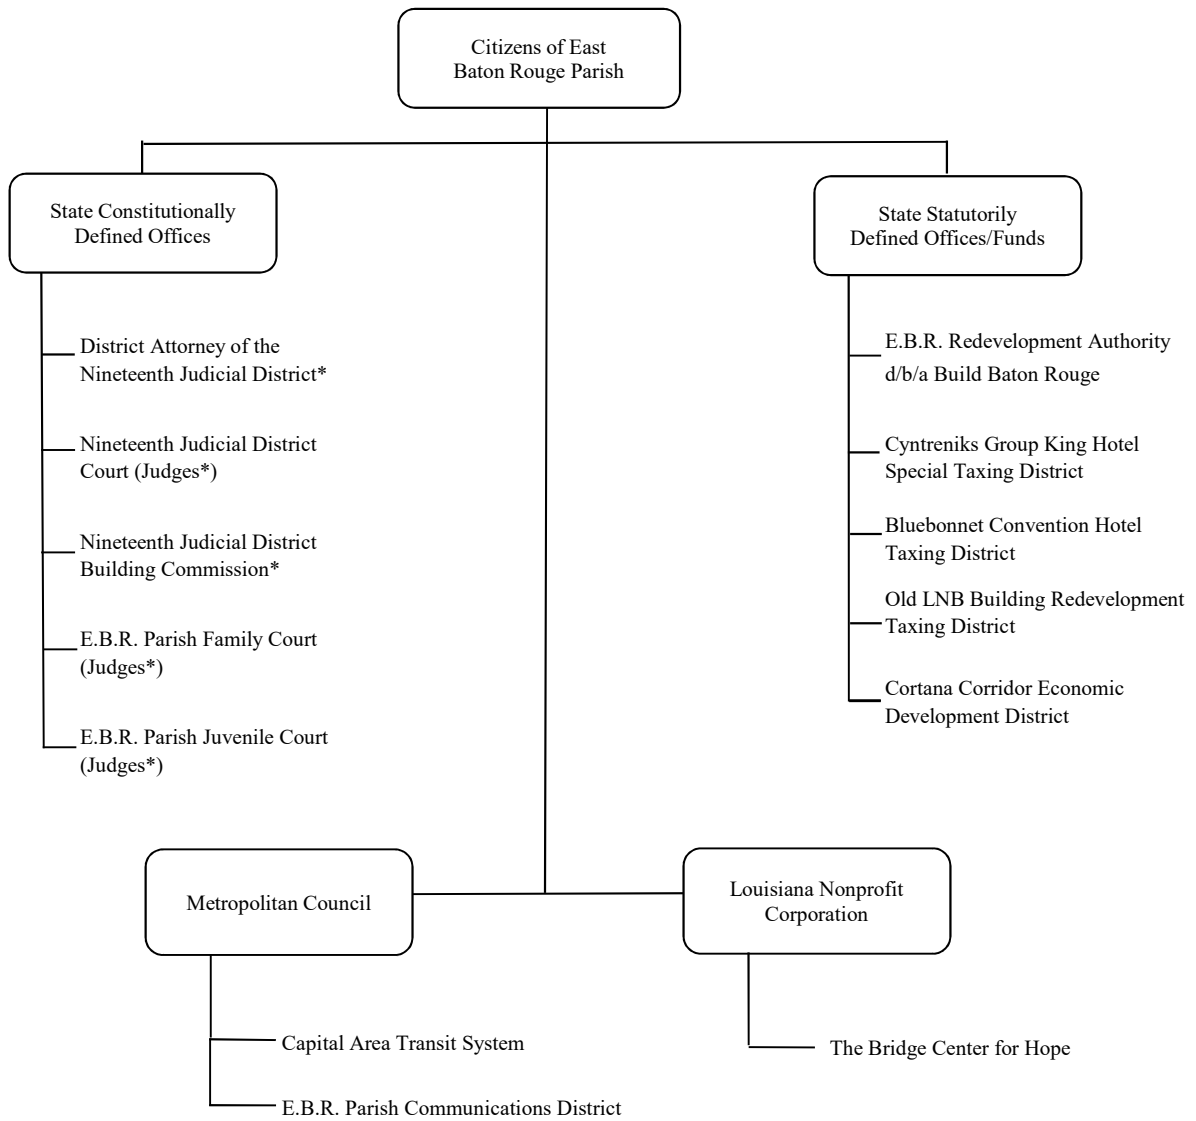 Citizens of East
Baton Rouge Parish
State Constitutionally
Defined Offices
State Statutorily
Defined Offices/Funds
District Attorney of the
Nineteenth Judicial District*
Nineteenth Judicial District
Court (Judges*)
Nineteenth Judicial District
Building Commission*
E.B.R. Parish Family Court
(Judges*)
E.B.R. Parish Juvenile Court
(Judges*)
E.B.R. Redevelopment Authority
d/b/a Build Baton Rouge
Cyntreniks Group King Hotel
Special Taxing District
Bluebonnet Convention Hotel
Taxing District
Old LNB Building Redevelopment
Taxing District
Cortana Corridor Economic
Development District
Metropolitan Council
Louisiana Nonprofit
Corporation
Capital Area Transit System
E.B.R. Parish Communications District
The Bridge Center for Hope